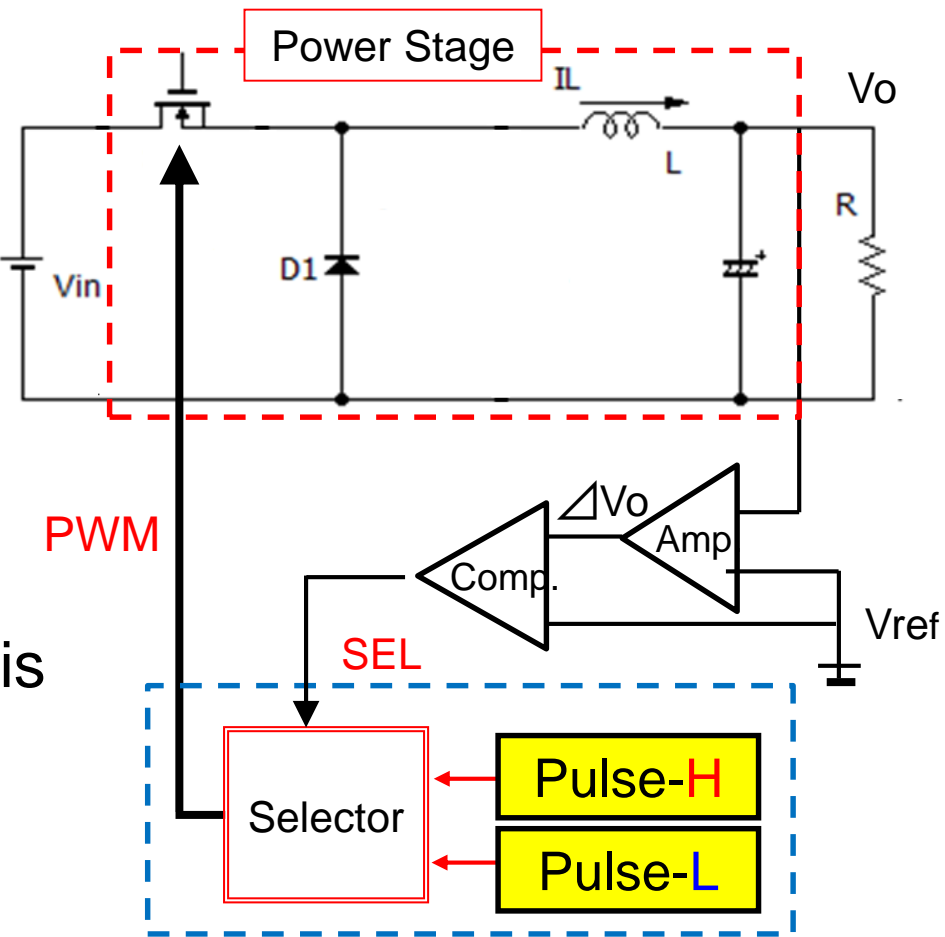 Power Stage
IL
Vo
L
R
Vin
D1
⊿Vo
Amp
Comp.
PWM
Vref
SEL
is
Selector
Pulse-H
Pulse-L